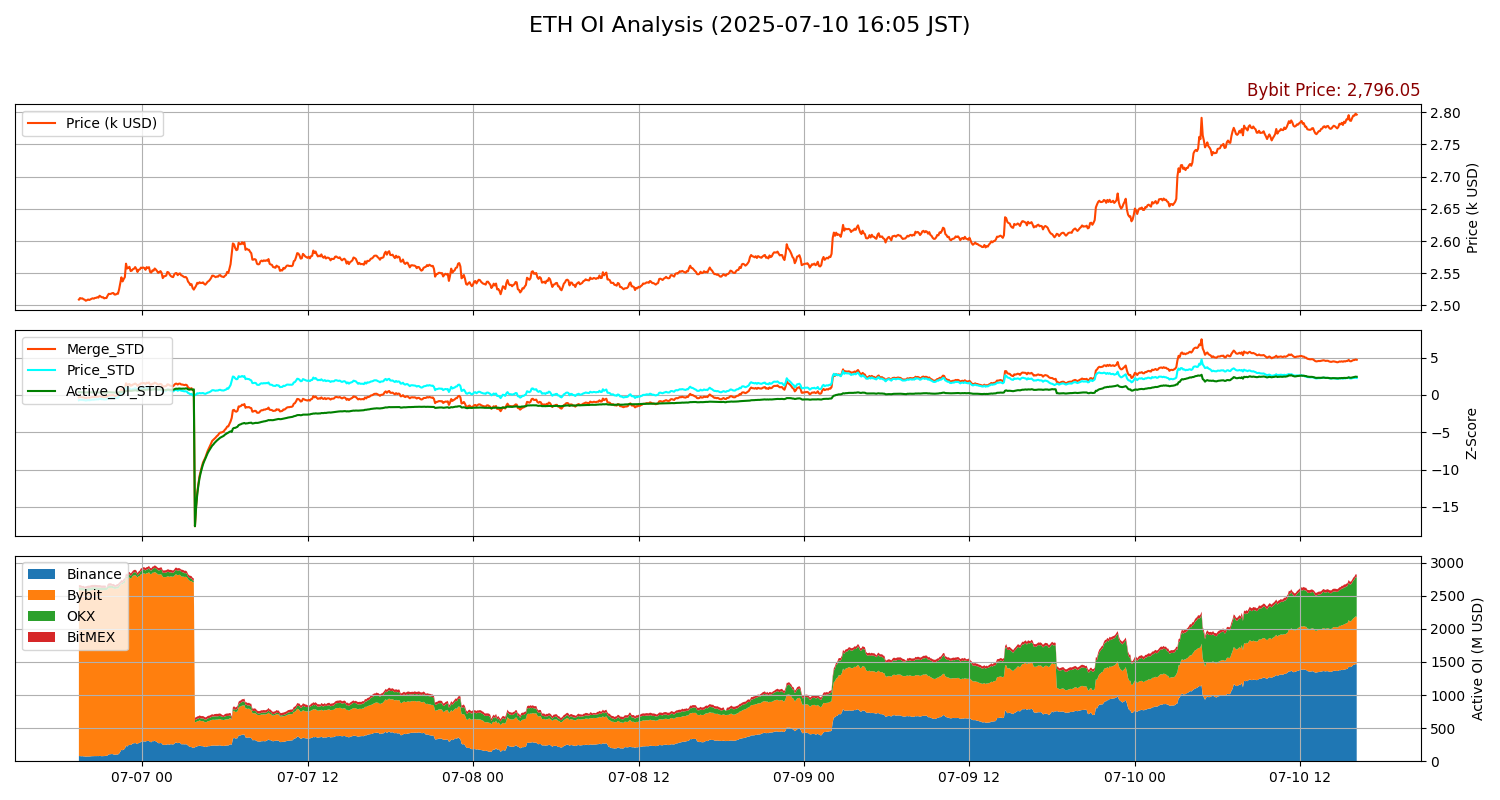 ETH OI Analysis (2025-07-10 16:05 JST)
Bybit Price: 2,796.05
Price (k USD)
2.80
2.75
2.70
2.65
2.60
2.55
2.50
Price (k USD)
Merge_STD
Price_STD
Active_OI_STD
5
0
−5
−10
−15
Z-Score
Binance
Bybit
OKX
BitMEX
3000
2500
2000
1500
1000
500
0
Active OI (M USD)
07-07 00
07-07 12
07-08 00
07-08 12
07-09 00
07-09 12
07-10 00
07-10 12